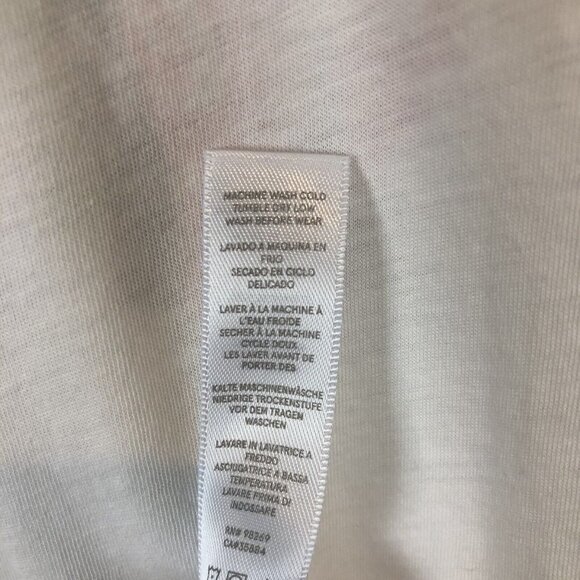 MACHINE WASH COLD
TUMBLE DRY LOW
WASH BEFORE WEAR
LAVADO A MAQUINA EN
FRIO
SECADO EN CICLO
DELICADO
LAVER À LA MACHINE À
L'EAU FROIDE
SECHER À LA MACHINE
CYCLE DOUX
LES LAVER AVANT DE
PORTER DES
KALTE MASCHINENWÄSCHE
NIEDRIGE TROCKENSTUFE
VOR DEM TRAGEN
WASCHEN
LAVARE IN LAVATRICE A
FREDDO
ASCIUGATRICE A BASSA
TEMPERATURA
LAVARE PRIMA DI
INDOSSARE
RN# 98269
CA#35884